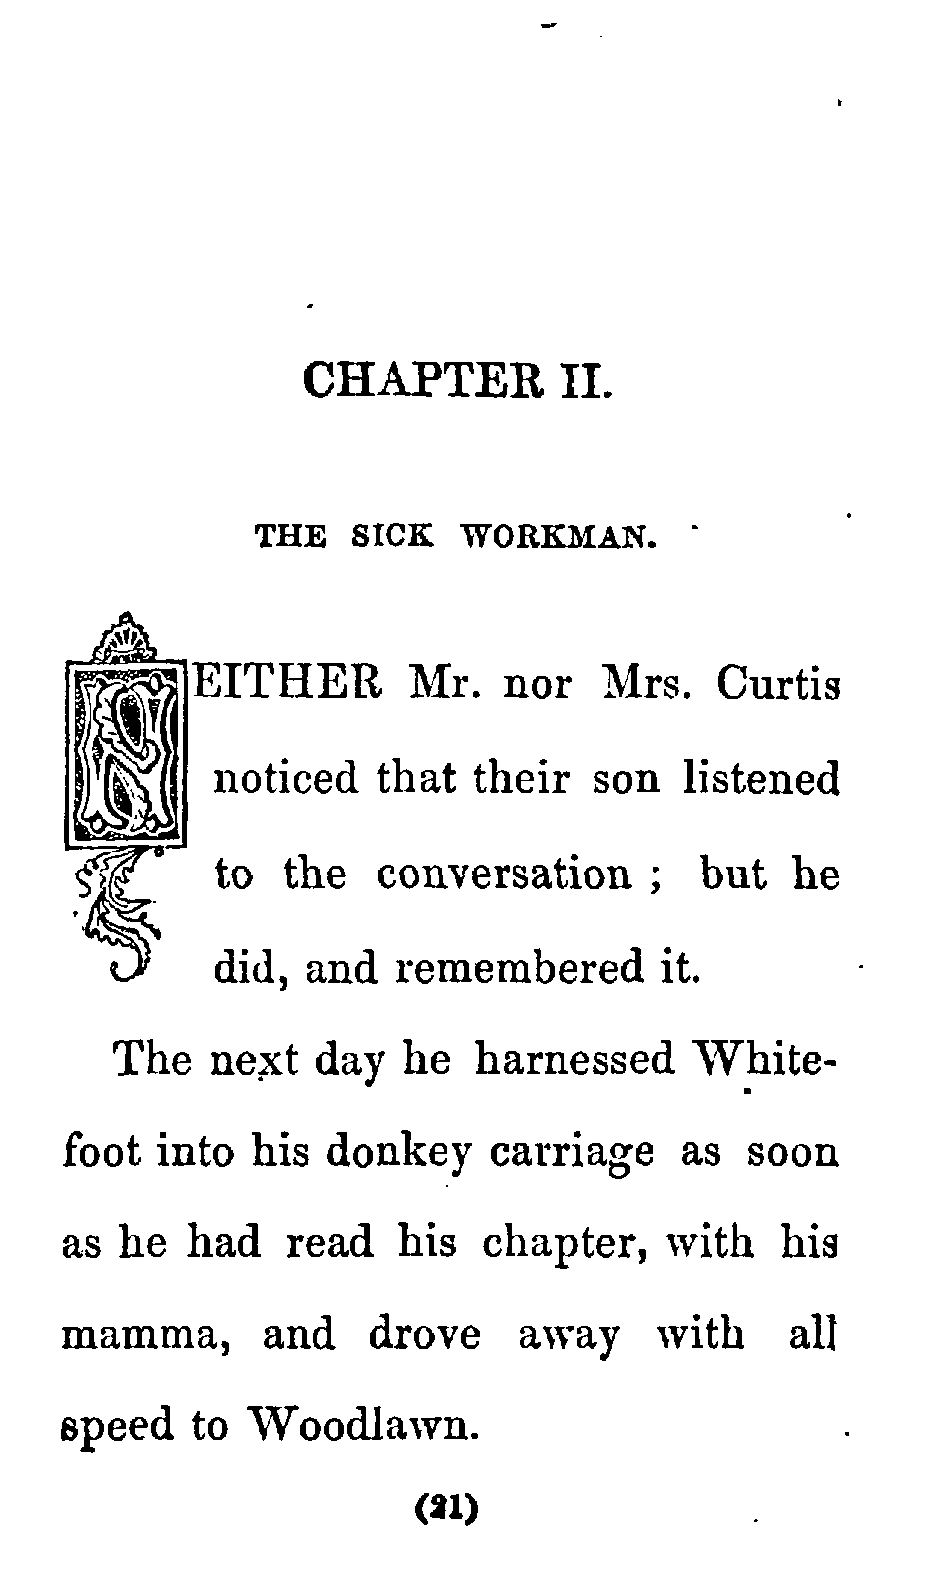 CHAPTER II.
THE SICK WORKMAN.
NEITHER Mr. nor Mrs. Curtis
noticed that their son listened
to the conversation ; but he
did, and remembered it.
The next day he harnessed White-
foot into his donkey carriage as soon
as he had read his chapter, with his
mamma, and drove away with all
speed to Woodlawn.
(21)